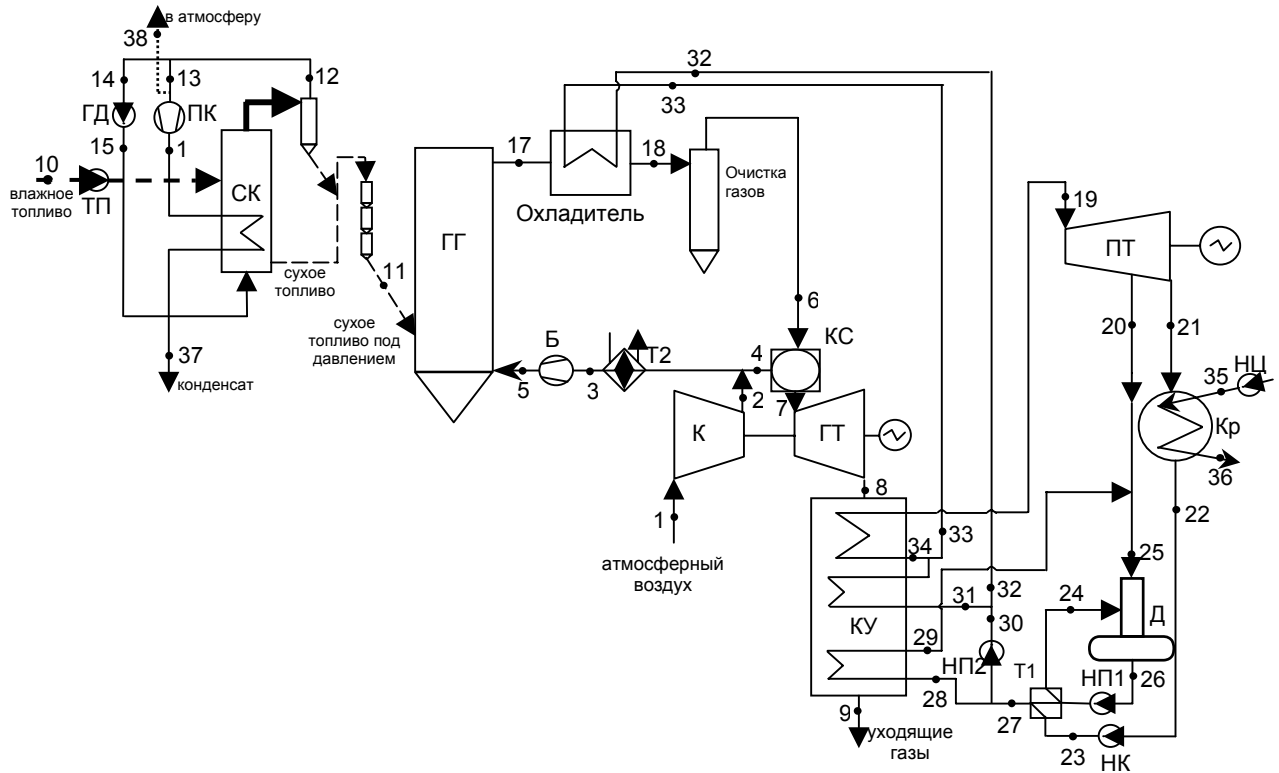 в атмосферу
38
14
13
12
32
33
ГД
ПК
15
1
10
влажное
топливо
ТП
СК
17
18
Охладитель
Очистка
газов
19
ПТ
ГГ
сухое
топливо
11
6
20
21
сухое
топливо под
давлением
37
конденсат
Б
Т2
4
КС
5
3
2
7
35
НЦ
К
ГТ
Кр
36
8
1
атмосферный
воздух
33
34
22
25
32
31
24
30
Д
КУ
29
НП2
Т1
НП1
26
28
27
9
уходящие
газы
23
НК